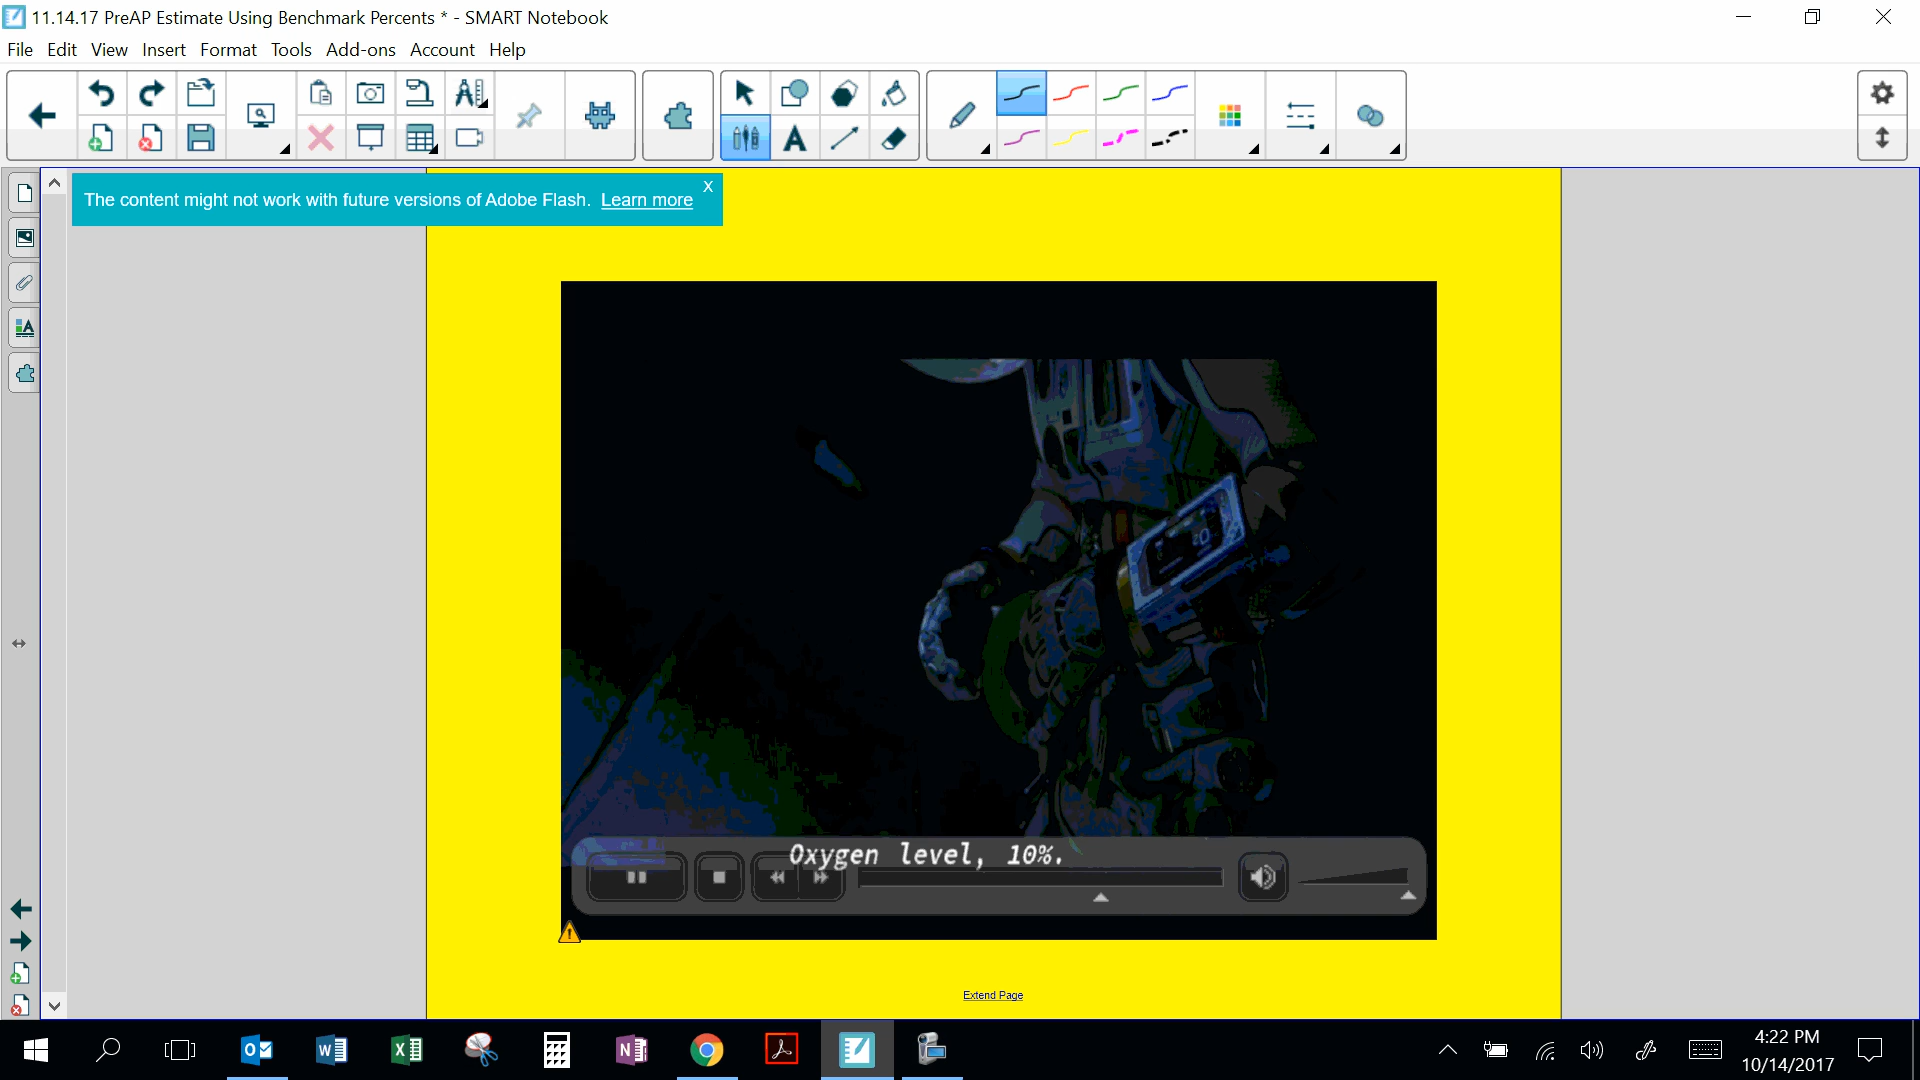 11.14.17 PreAP Estimate Using Benchmark Percents * - SMART Notebook
File Edit View Insert Format Tools Add-ons Account Help
The content might not work with future versions of Adobe Flash. Learn more
X
Oxygen level, 10%.
Extend Page
4:22 PM
10/14/2017